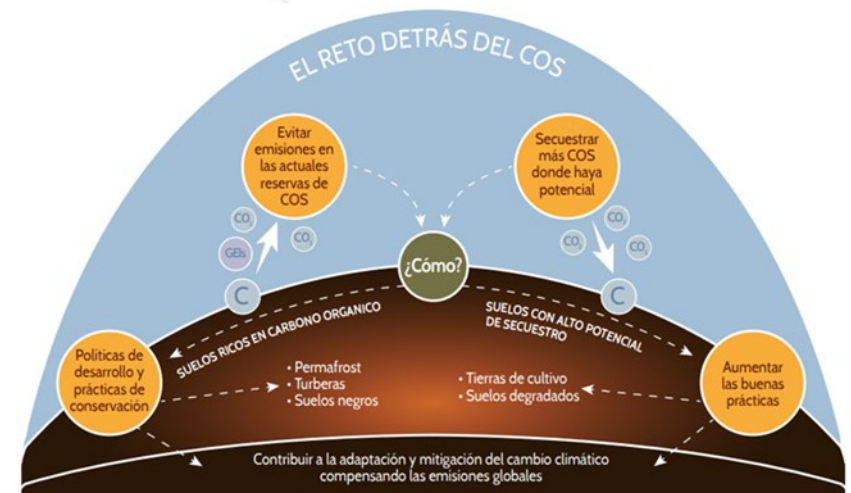 EL RETO DETRÁS DEL COS
Evitar
emisiones en
las actuales
reservas de
COS
Secuestrar
más COS
donde haya
potencial
CO₂
GEIs
CO₂
C
¿Cómo?
CO₂
CO₂
CO₂
C
SUELOS RICOS EN CARBONO ORGANICO
SUELOS CON ALTO POTENCIAL
DE SECUESTRO
Políticas de
desarrollo y
prácticas de
conservación
• Permafrost
• Turberas
• Suelos negros
• Tierras de cultivo
• Suelos degradados
Aumentar
las buenas
prácticas
Contribuir a la adaptación y mitigación del cambio climático
compensando las emisiones globales